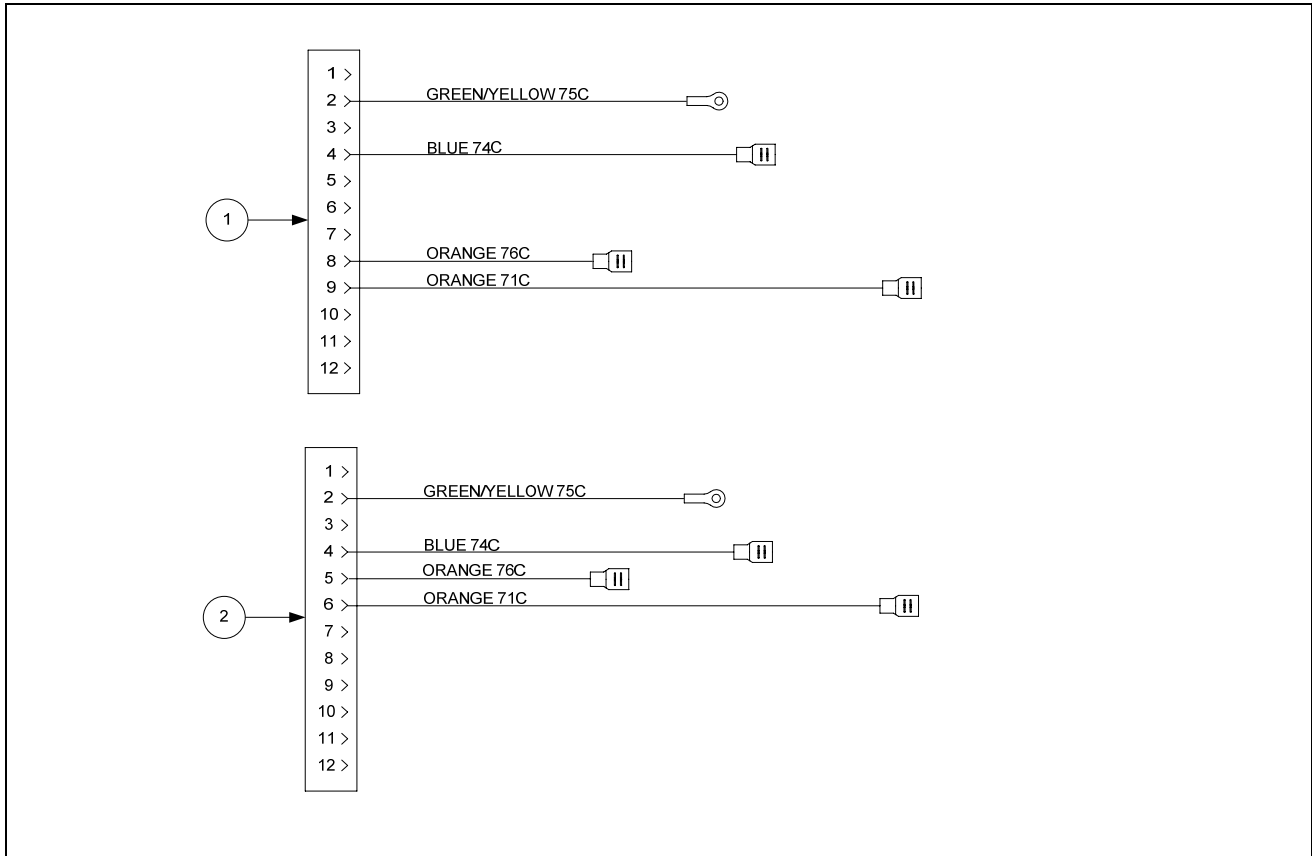 1
2 GREEN/YELLOW 75C
3
4 BLUE 74C
5
6
1
7
8 ORANGE 76C
9 ORANGE 71C
10
11
12
1
2 GREEN/YELLOW 75C
3
4 BLUE 74C
5 ORANGE 76C
6 ORANGE 71C
2
7
8
9
10
11
12